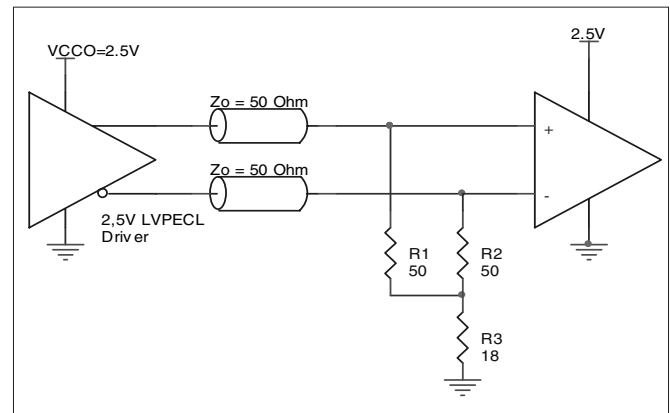 VCCO=2.5V
2.5V
Zo = 50 Ohm
+
Zo = 50 Ohm
-
2,5V LVPECL
Driver
R1
50
R2
50
R3
18